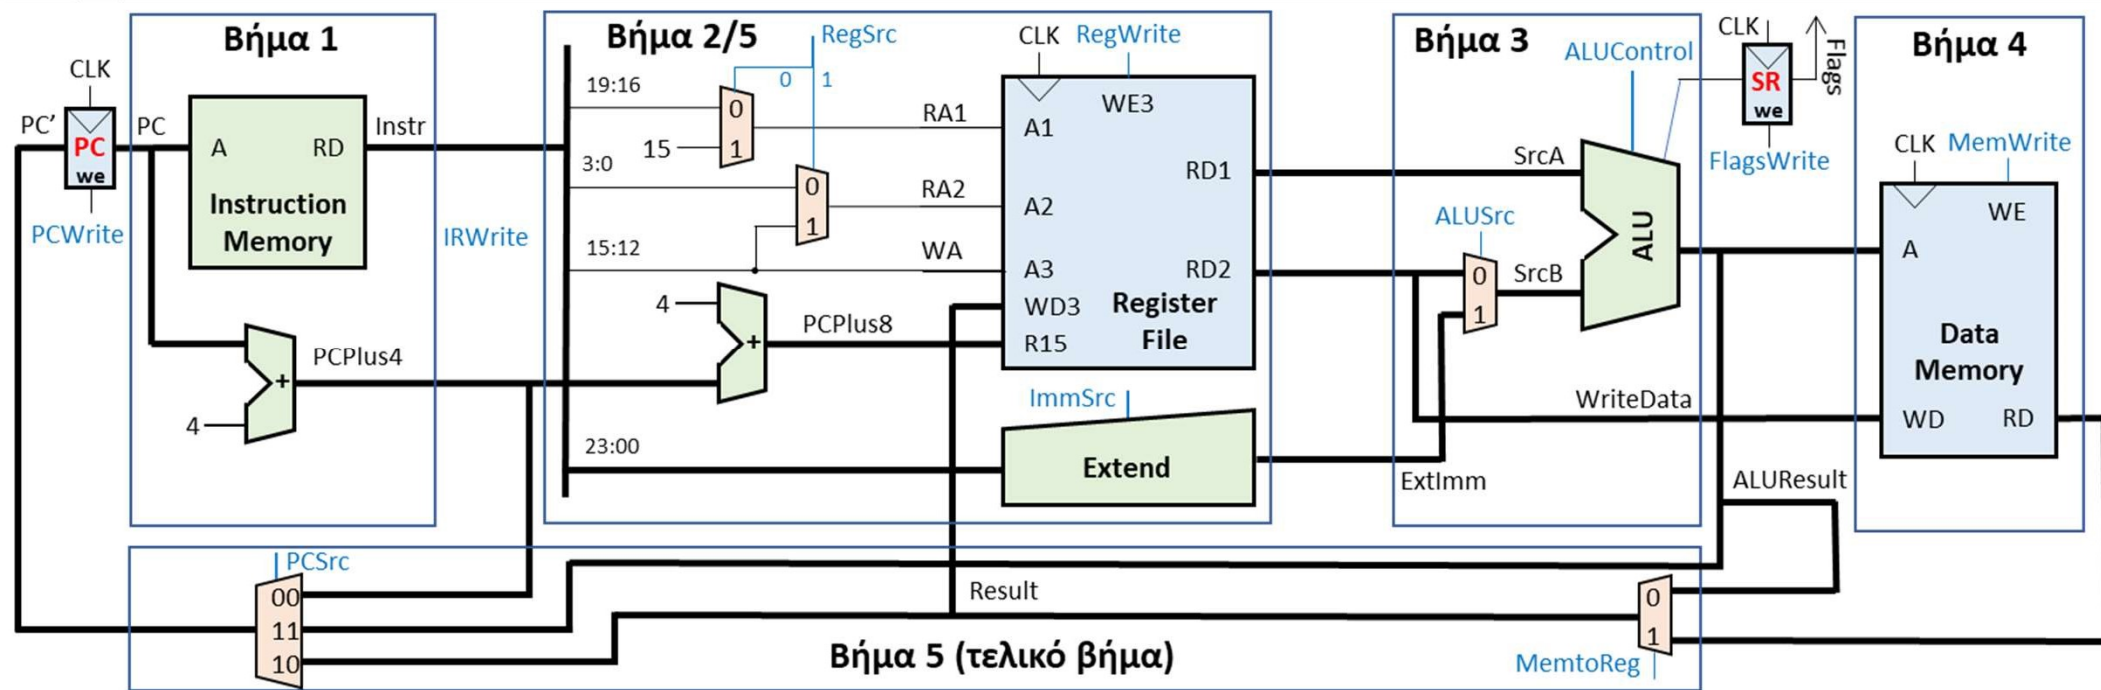 Βήμα 1
CLK
PC’
PC
we
PCWrite
PC
A
RD
Instruction
Memory
Instr
IRWrite
PCPlus4
+
4
Βήμα 2/5
RegSrc
0
1
19:16
0
1
15
3:0
0
1
15:12
RA1
RA2
WA
4
+
PCPlus8
23:00
CLK
RegWrite
WE3
A1
A2
A3
WD3
R15
RD1
RD2
Register
File
ImmSrc
Extend
Βήμα 3
ALUControl
SrcA
ALUSrc
0
1
SrcB
ALU
WriteData
ExtImm
CLK
SR
we
Flags
FlagsWrite
Βήμα 4
CLK
MemWrite
WE
A
Data
Memory
WD
RD
ALUResult
PCSrc
00
11
10
Result
Βήμα 5 (τελικό βήμα)
0
1
MemtoReg